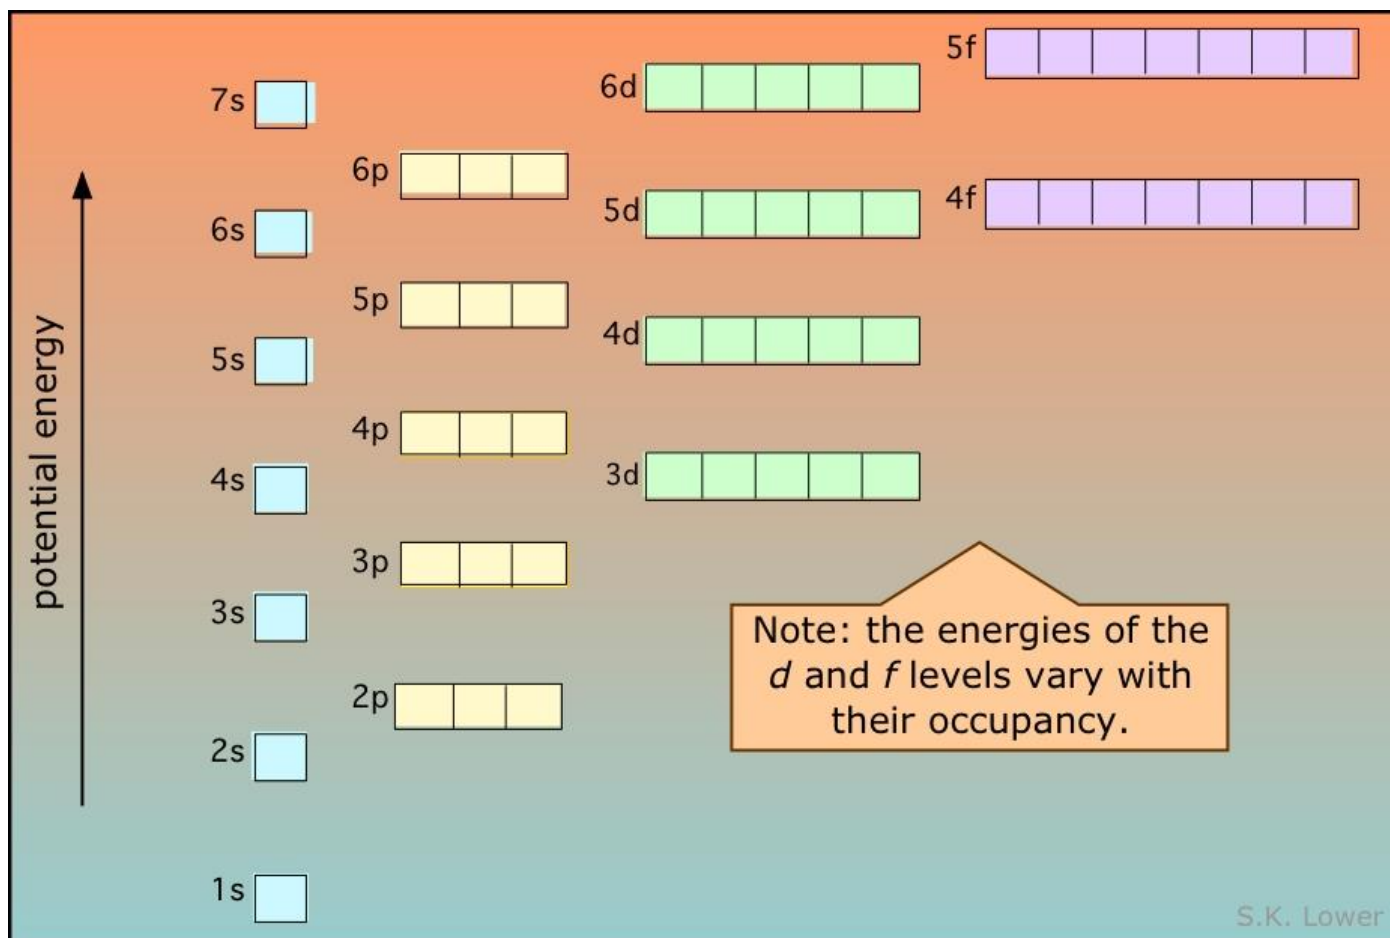 5f
6d
7s
6p
4f
5d
6s
5p
4d
5s
4p
3d
4s
3p
3s
2p
2s
1s
potential energy
Note: the energies of the
d and f levels vary with
their occupancy.
S.K. Lower